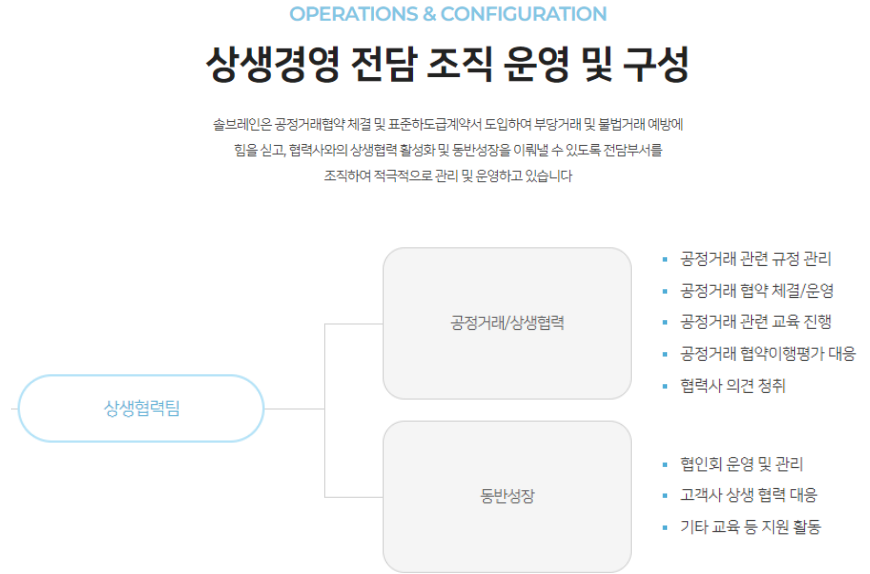 OPERATIONS & CONFIGURATION
상생경영 전담 조직 운영 및 구성
솔브레인은 공정거래협약 체결 및 표준하도급계약서 도입하여 부당거래 및 불법거래 예방에
힘을 싣고, 협력사와의 상생협력 활성화 및 동반성장을 이뤄낼 수 있도록 전담부서를
조직하여 적극적으로 관리 및 운영하고 있습니다
상생협력팀
공정거래/상생협력
공정거래 관련 규정 관리
공정거래 협약 체결/운영
공정거래 관련 교육 진행
공정거래 협약이행평가 대응
협력사 의견 청취
동반성장
협인회 운영 및 관리
고객사 상생 협력 대응
기타 교육 등 지원 활동